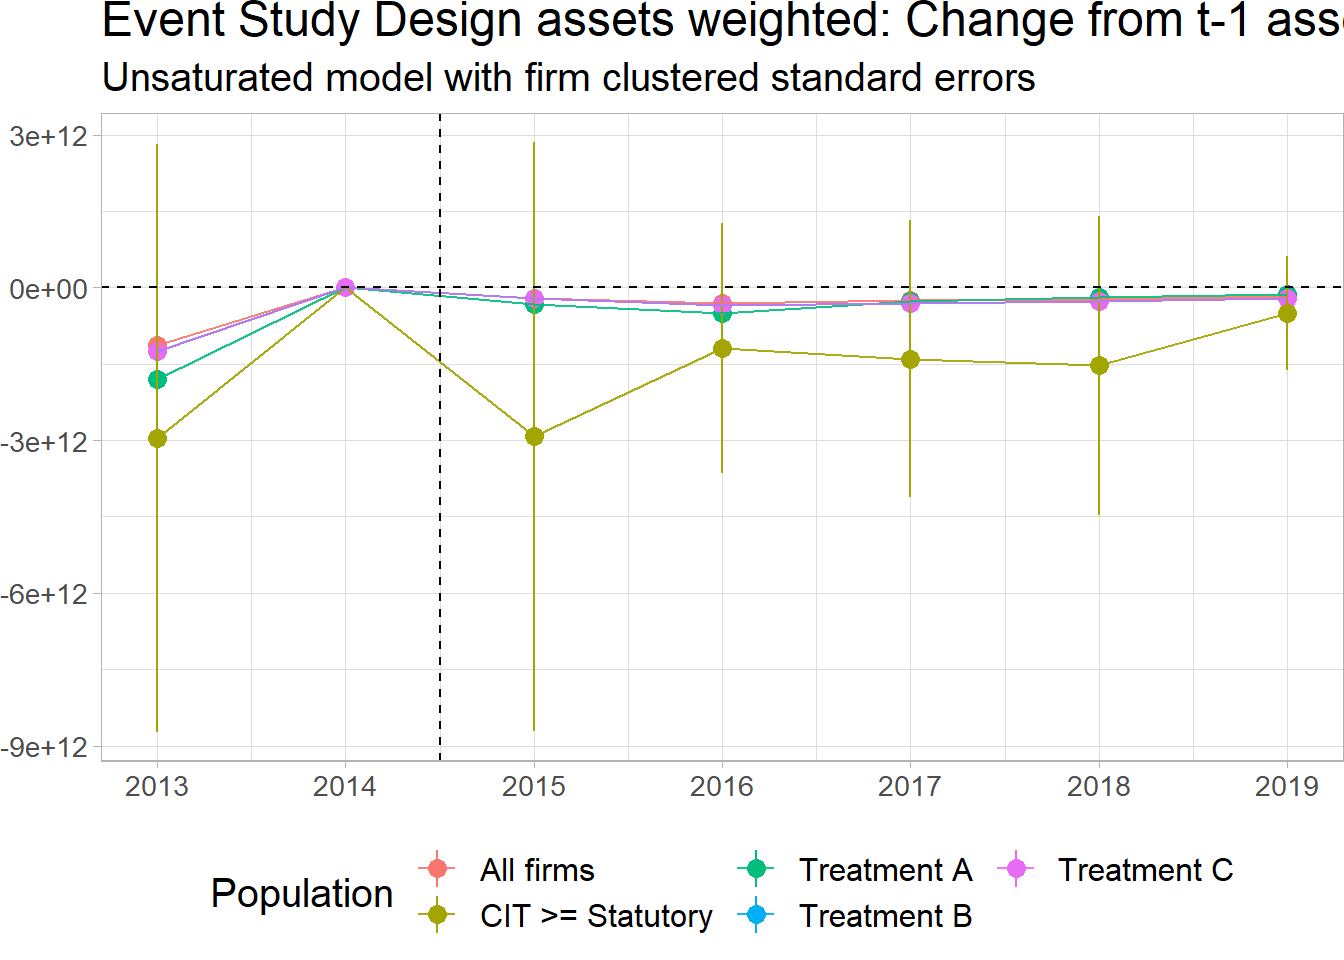 Event Study Design assets weighted: Change from t-1
Unsaturated model with firm clustered standard errors
3e+12
0e+00
-3e+12
-6e+12
-9e+12
2013 2014 2015 2016 2017 2018 2019
Population
All firms
CIT >= Statutory
Treatment A
Treatment B
Treatment C